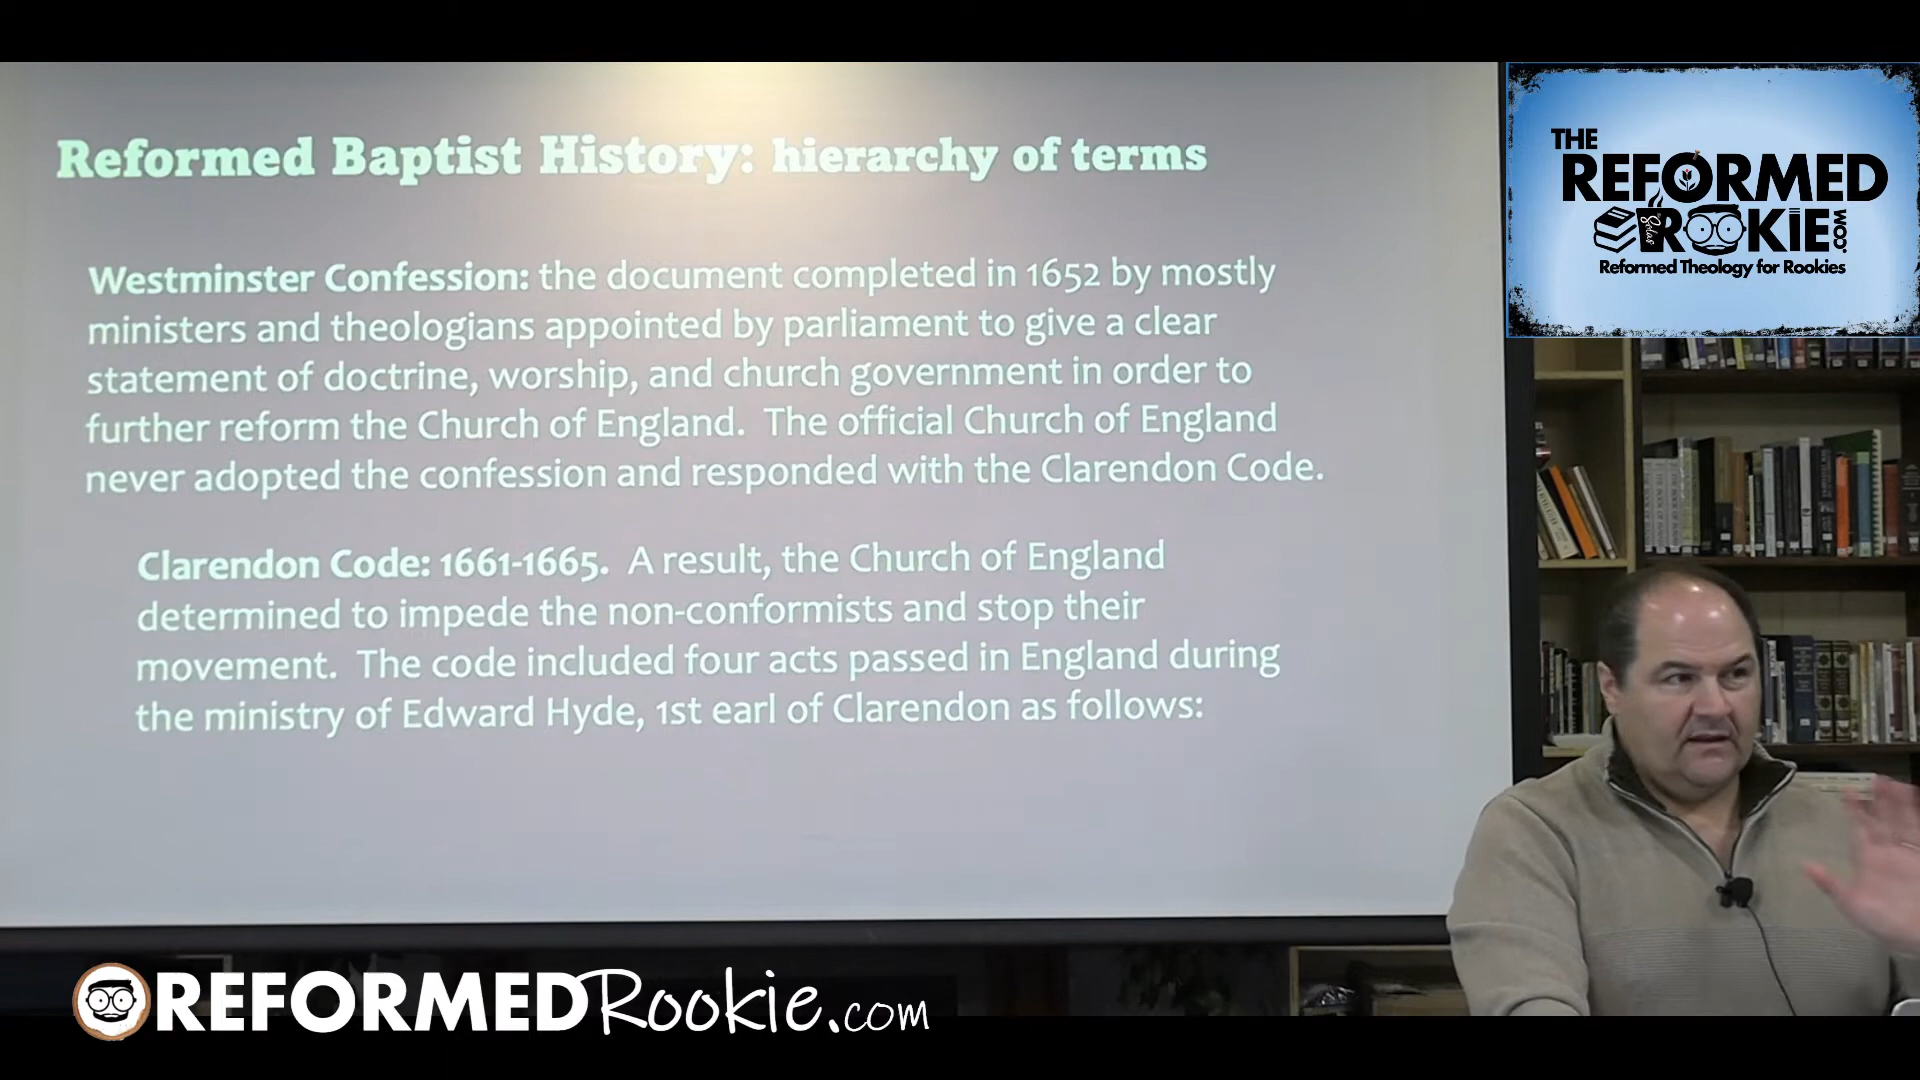 Reformed Baptist History: hierarchy of terms
Westminster Confession: the document completed in 1652 by mostly
ministers and theologians appointed by parliament to give a clear
statement of doctrine, worship, and church government in order to
further reform the Church of England. The official Church of England
never adopted the confession and responded with the Clarendon Code.
Clarendon Code: 1661-1665. A result, the Church of England
determined to impede the non-conformists and stop their
movement. The code included four acts passed in England during
the ministry of Edward Hyde, 1st earl of Clarendon as follows:
THE
REFORMED
ROOKIE.COM
Solas
Reformed Theology for Rookies
REFORMEDRookie.com